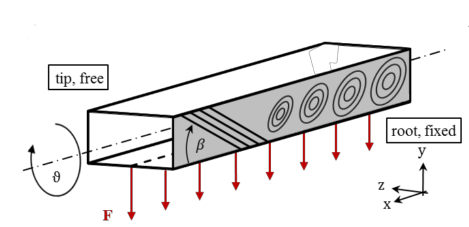 tip, free
β
root, fixed
y
z
x
ϑ
F